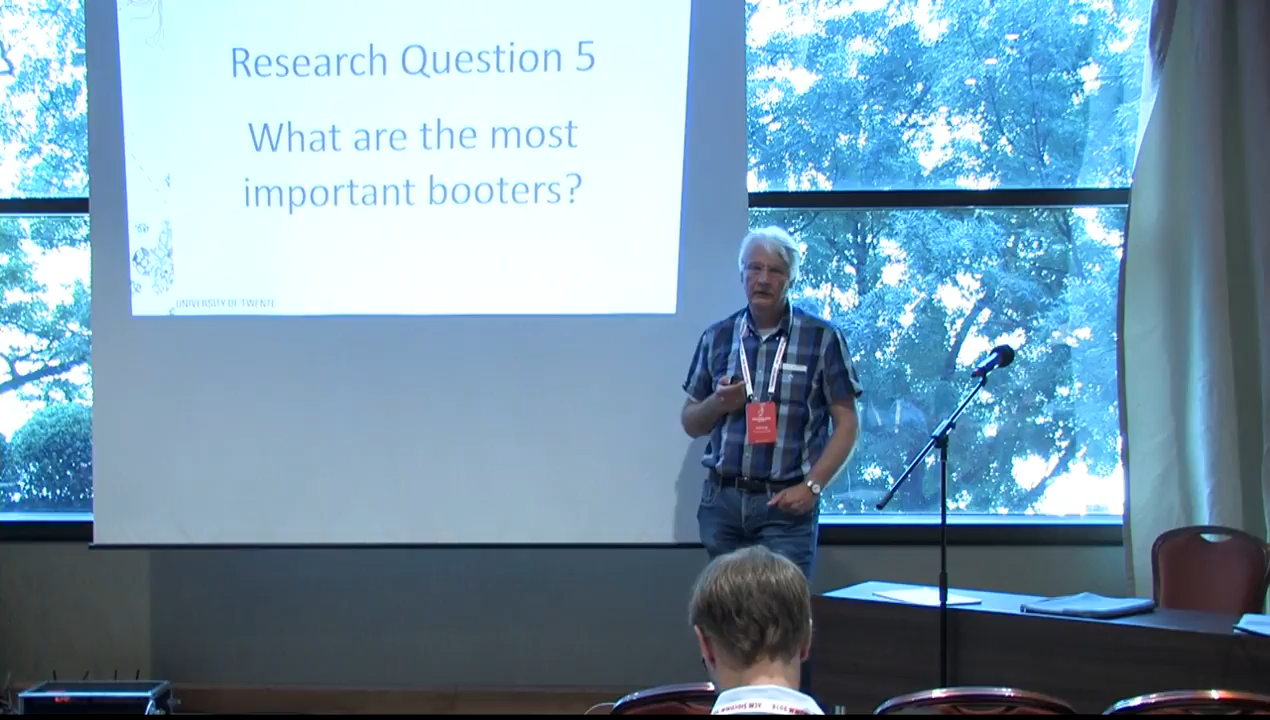 Research Question 5
What are the most
important booters?
UNIVERSITY OF TWENTE